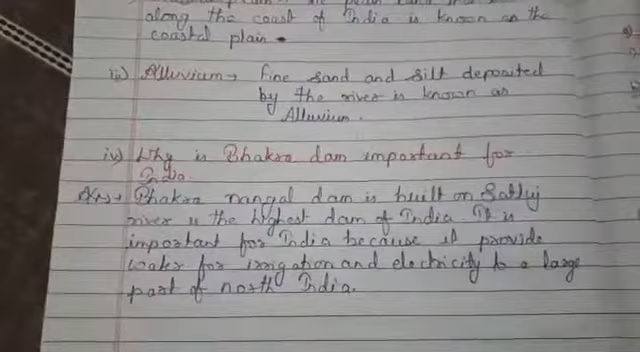 along the coast of India is known as the
coastal plain.
iii) Alluvium → Fine sand and silt deposited
by the river is known as
Alluvium.
iv) Why is Bhakra dam important for
India.
Ans → Bhakra nangal dam is built on Satluj
river is the highest dam of India. It is
important for India because it provide
water for irrigation and electricity to a large
part of north India.